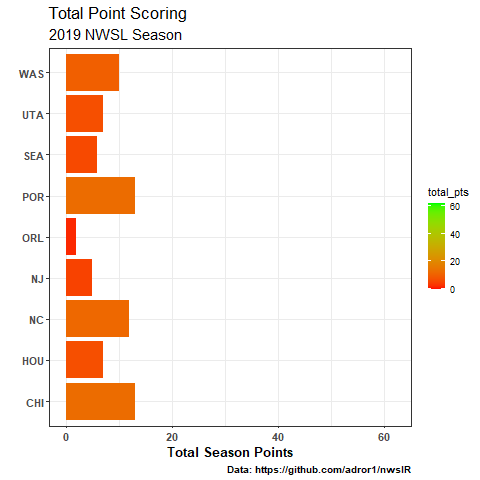 Total Point Scoring
2019 NWSL Season
WAS
UTA
SEA
POR
ORL
NJ
NC
HOU
CHI
0 20 40 60
Total Season Points
Data: https://github.com/adror1/nwslR
total_pts
60
40
20
0